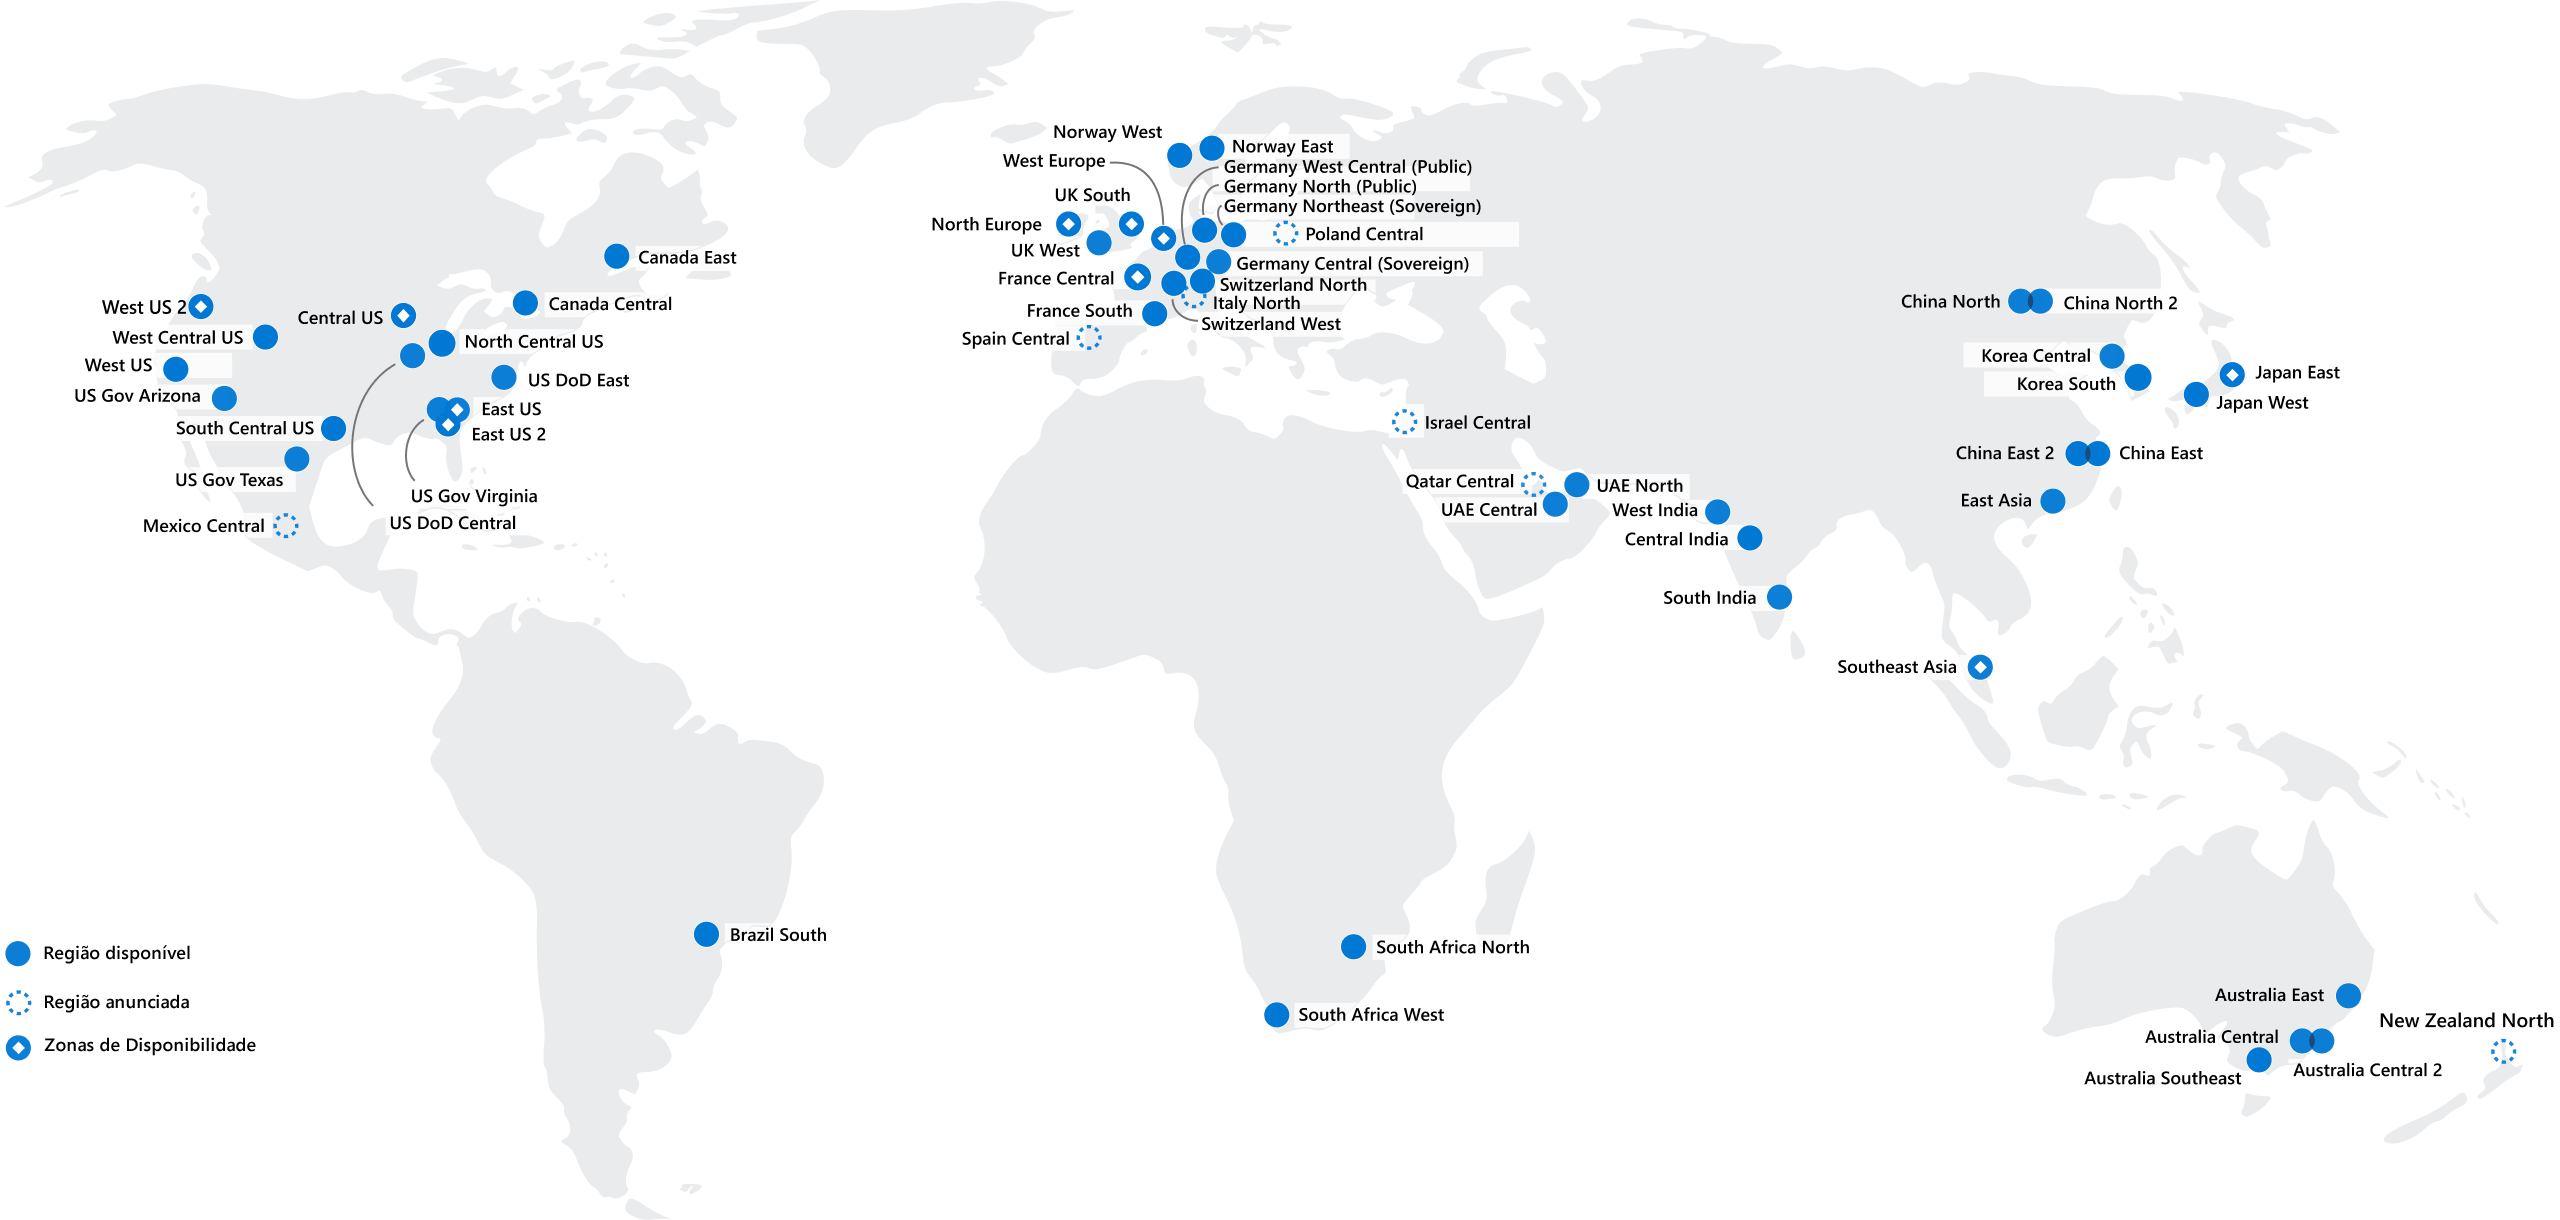 Norway West
Norway East
West Europe
Germany West Central (Public)
Germany North (Public)
UK South
Germany Northeast (Sovereign)
North Europe
Poland Central
UK West
Germany Central (Sovereign)
France Central
Switzerland North
Italy North
France South
Switzerland West
Spain Central
Canada East
Canada Central
West US 2
Central US
West Central US
North Central US
West US
US DoD East
US Gov Arizona
East US
South Central US
East US 2
US Gov Texas
US Gov Virginia
Mexico Central
US DoD Central
China North
China North 2
Korea Central
Korea South
Japan East
Japan West
Israel Central
China East 2
China East
Qatar Central
UAE North
UAE Central
West India
East Asia
Central India
South India
Southeast Asia
Brazil South
South Africa North
South Africa West
Australia East
New Zealand North
Australia Central
Australia Central 2
Australia Southeast
Região disponível
Região anunciada
Zonas de Disponibilidade